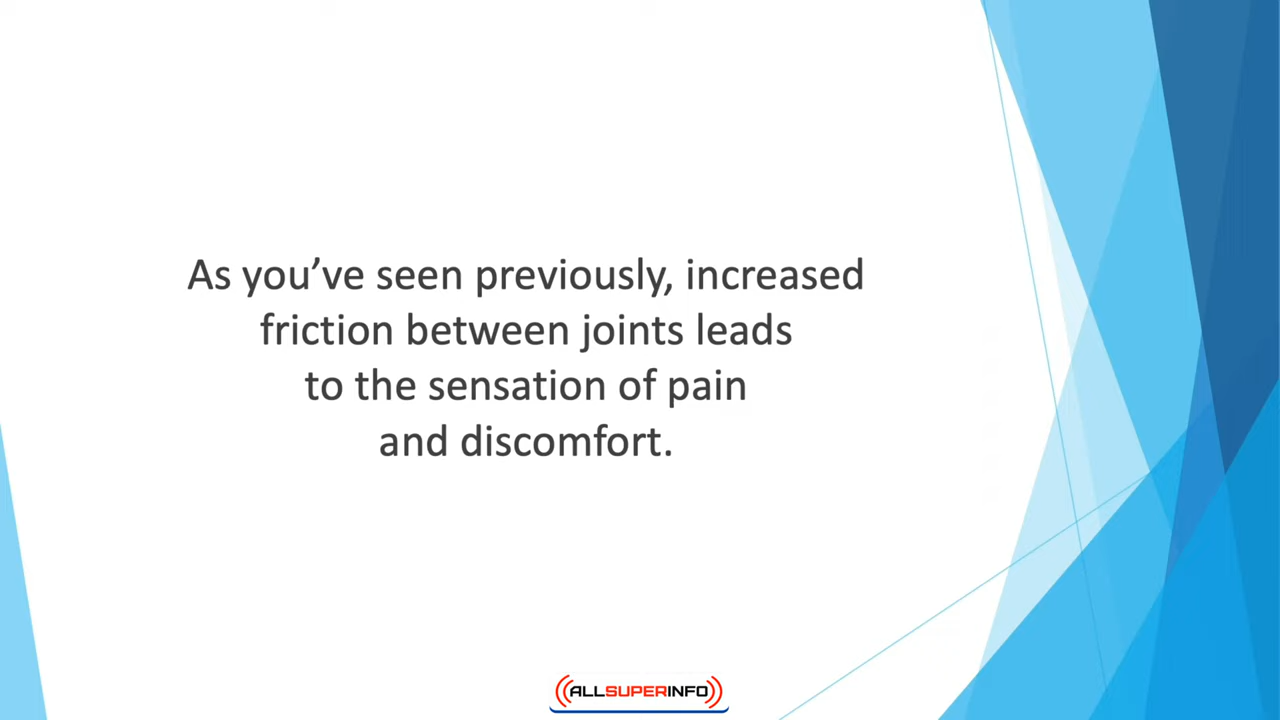 As you’ve seen previously, increased
friction between joints leads
to the sensation of pain
and discomfort.
ALLSUPERINFO